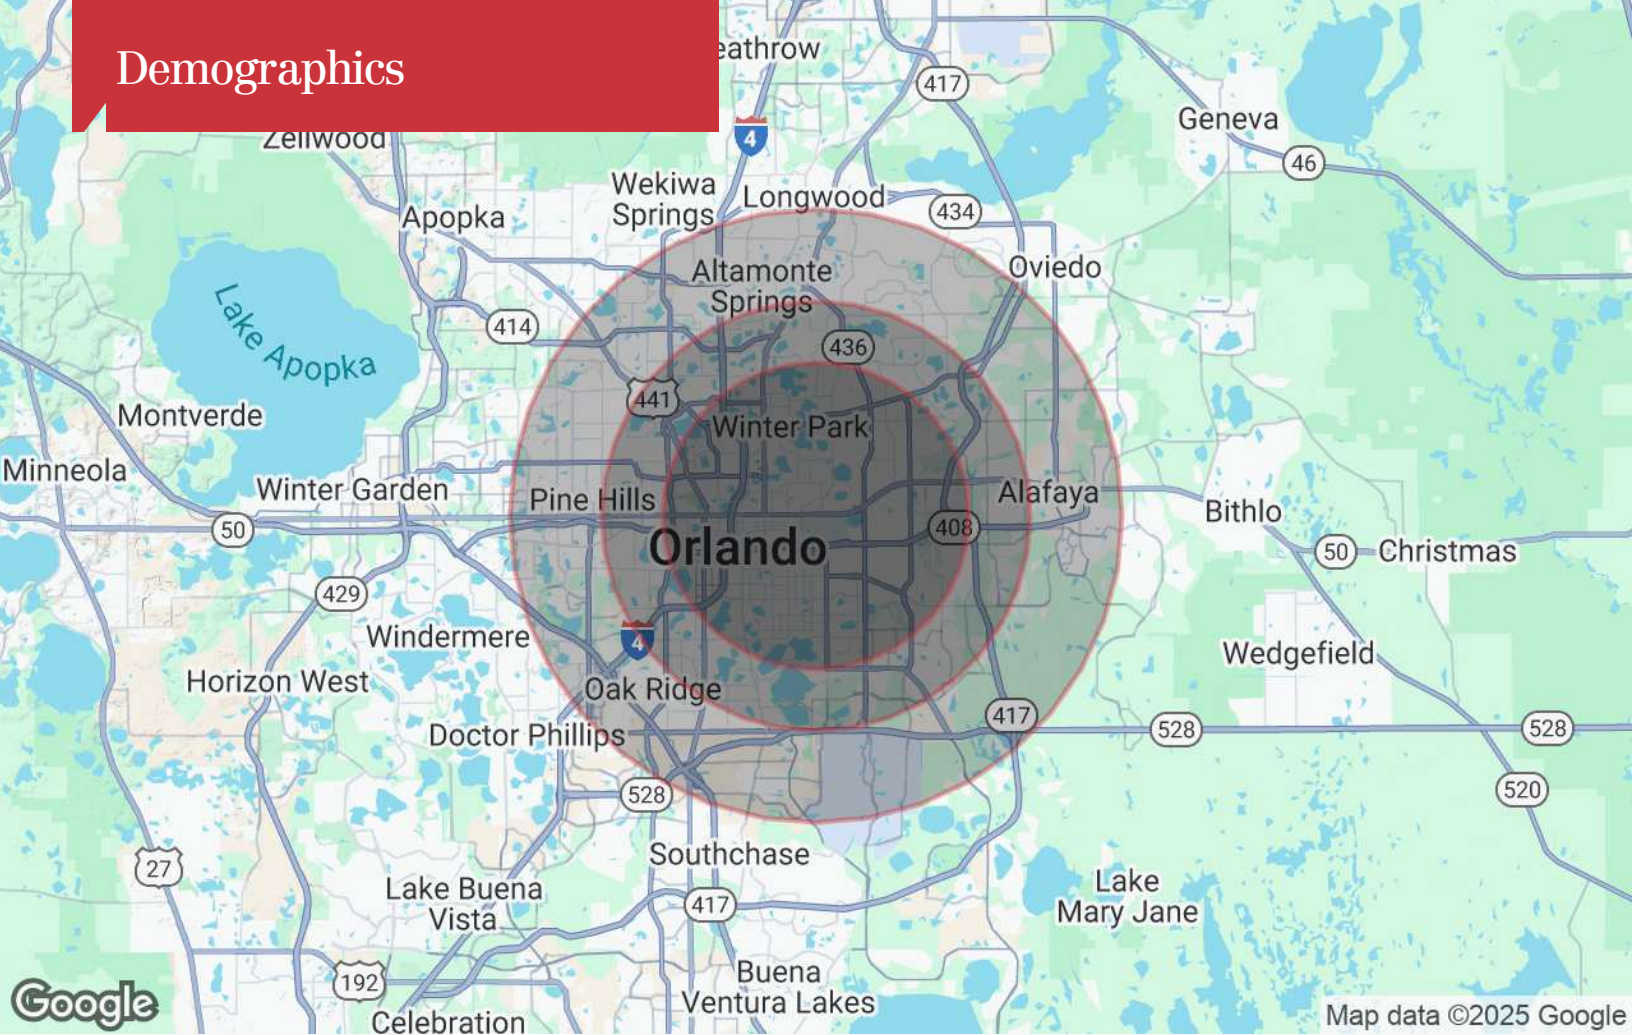 Demographics
eathrow
417
Geneva
4
Zellwood
46
Wekiwa
Springs
Longwood
434
Apopka
Altamonte
Springs
Oviedo
Lake Apopka
414
436
441
Montverde
Winter Park
Minneola
Winter Garden
Pine Hills
Alafaya
50
Bithlo
408
Orlando
50
Christmas
429
Windermere
4
Wedgefield
Horizon West
Oak Ridge
417
Doctor Phillips
528
528
528
520
Southchase
27
Lake Buena
Vista
417
Lake
Mary Jane
192
Buena
Ventura Lakes
Google
Celebration
Map data ©2025 Google